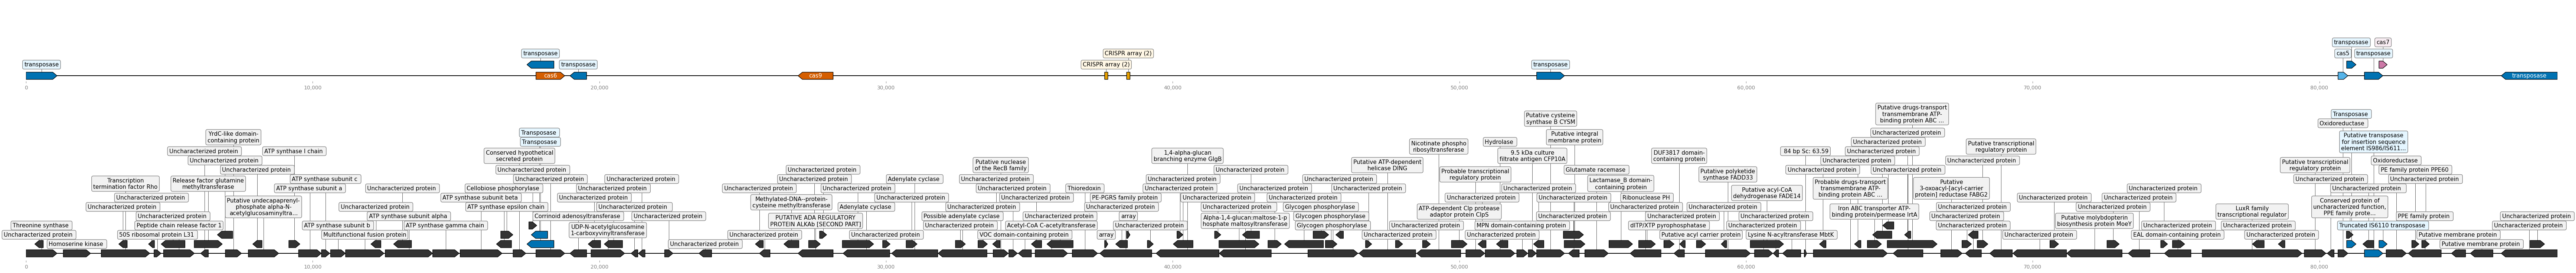 transposase
transposase
cas6
transposase
cas9
CRISPR array (2)
CRISPR array (2)
transposase
transposase
cas5
cas7
transposase
transposase
0
10,000
20,000
30,000
40,000
50,000
60,000
70,000
80,000
Threonine synthase
Uncharacterized protein
Homoserine kinase
Transcription
termination factor Rho
Uncharacterized protein
Uncharacterized protein
50S ribosomal protein L31
YrdC-like domain-
containing protein
Uncharacterized protein
Uncharacterized protein
Uncharacterized protein
Release factor glutamine
methyltransferase
Uncharacterized protein
Peptide chain release factor 1
Putative undecaprenyl-
phosphate alpha-N-
acetylglucosaminyltra...
ATP synthase I chain
ATP synthase subunit c
ATP synthase subunit a
Uncharacterized protein
ATP synthase subunit b
Multifunctional fusion protein
Uncharacterized protein
ATP synthase subunit alpha
ATP synthase gamma chain
ATP synthase subunit beta
ATP synthase epsilon chain
Transposase
Transposase
Conserved hypothetical
secreted protein
Uncharacterized protein
Uncharacterized protein
Cellobiose phosphorylase
Uncharacterized protein
Uncharacterized protein
Corrinoid adenosyltransferase
UDP-N-acetylglucosamine
1-carboxyvinyltransferase
Uncharacterized protein
Uncharacterized protein
Uncharacterized protein
Uncharacterized protein
Uncharacterized protein
Methylated-DNA--protein-
cysteine methyltransferase
PUTATIVE ADA REGULATORY
PROTEIN ALKAb [SECOND PART]
Uncharacterized protein
Uncharacterized protein
Uncharacterized protein
Uncharacterized protein
Adenylate cyclase
Adenylate cyclase
Uncharacterized protein
Uncharacterized protein
Possible adenylate cyclase
Uncharacterized protein
Putative nuclease
of the RecB family
Uncharacterized protein
Uncharacterized protein
Uncharacterized protein
Uncharacterized protein
VOC domain-containing protein
Acetyl-CoA C-acetyltransferase
Thioredoxin
PE-PGRS family protein
Uncharacterized protein
array
array
1,4-alpha-glucan
branching enzyme GlgB
Uncharacterized protein
Uncharacterized protein
Uncharacterized protein
Uncharacterized protein
Uncharacterized protein
Alpha-1,4-glucan:maltose-1-p
hosphate maltosyltransferase
Uncharacterized protein
Uncharacterized protein
Glycogen phosphorylase
Glycogen phosphorylase
Glycogen phosphorylase
Putative ATP-dependent
helicase DING
Uncharacterized protein
Uncharacterized protein
Uncharacterized protein
Uncharacterized protein
Nicotinate phospho
ribosyltransferase
Probable transcriptional
regulatory protein
Uncharacterized protein
ATP-dependent Clp protease
adaptor protein ClpS
MPN domain-containing protein
Uncharacterized protein
Hydrolase
9.5 kDa culture
filtrate antigen CFP10A
Putative cysteine
synthase B CYSM
Putative integral
membrane protein
Glutamate racemase
Uncharacterized protein
Uncharacterized protein
Uncharacterized protein
Uncharacterized protein
Lactamase_B domain-
containing protein
Ribonuclease PH
Uncharacterized protein
Uncharacterized protein
dITP/XTP pyrophosphatase
DUF3817 domain-
containing protein
Putative polyketide
synthase FADD33
Putative acyl-CoA
dehydrogenase FADE14
Uncharacterized protein
Uncharacterized protein
Uncharacterized protein
Putative acyl carrier protein
Lysine N-acyltransferase MbtK
84 bp Sc: 63.59
Putative drugs-transport
transmembrane ATP-
binding protein ABC ...
Uncharacterized protein
Uncharacterized protein
Uncharacterized protein
Uncharacterized protein
Uncharacterized protein
Probable drugs-transport
transmembrane ATP-
binding protein ABC ...
Iron ABC transporter ATP-
binding protein/permease IrtA
Putative transcriptional
regulatory protein
Uncharacterized protein
Putative
3-oxoacyl-[acyl-carrier
protein] reductase FABG2
Uncharacterized protein
Uncharacterized protein
Uncharacterized protein
Uncharacterized protein
Uncharacterized protein
Putative molybdopterin
biosynthesis protein MoeY
Uncharacterized protein
Uncharacterized protein
Uncharacterized protein
EAL domain-containing protein
LuxR family
transcriptional regulator
Uncharacterized protein
Putative transcriptional
regulatory protein
Uncharacterized protein
Transposase
Oxidoreductase
Putative transposase
for insertion sequence
element IS986/IS611...
Oxidoreductase
PE family protein PPE60
Uncharacterized protein
Uncharacterized protein
Conserved protein of
uncharacterized function,
PPE family prote...
Truncated IS6110 transposase
PPE family protein
Putative membrane protein
Putative membrane protein
Uncharacterized protein
Uncharacterized protein
0
10,000
20,000
30,000
40,000
50,000
60,000
70,000
80,000